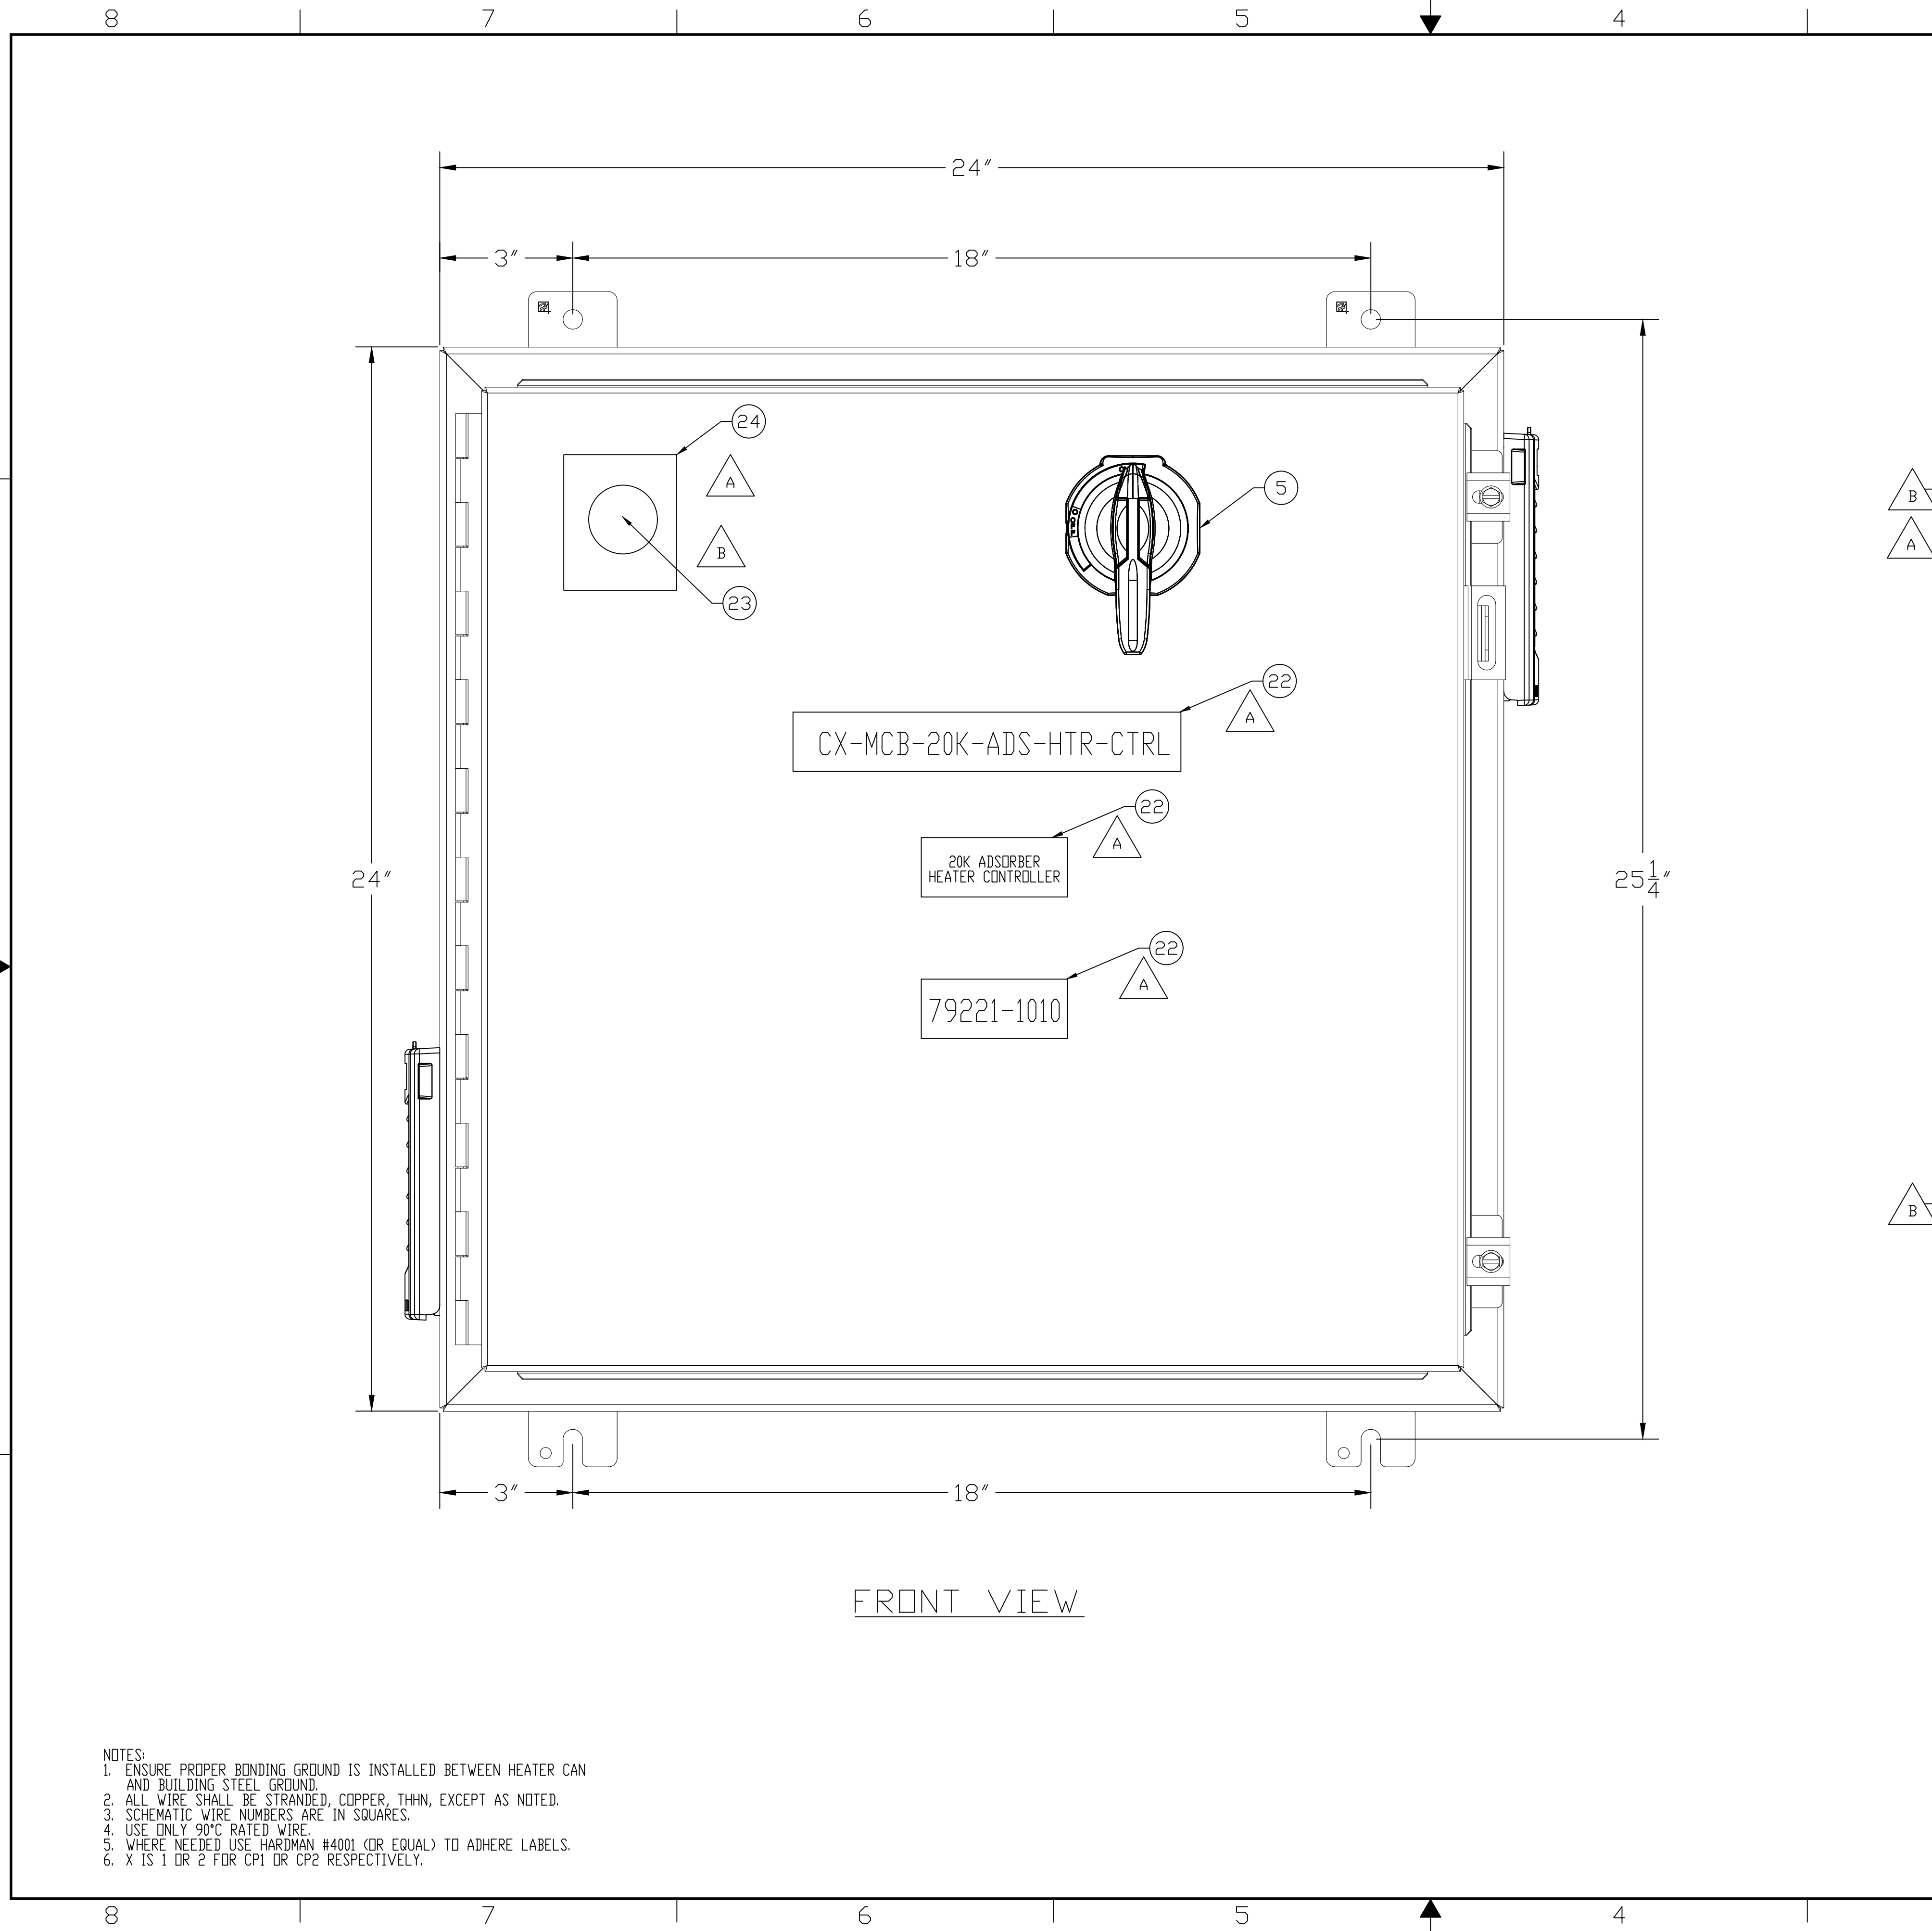 8 7 6 5 4
24"
3" 18"
24
A
5
B
B
A
23
22
A
CX-MCB-20K-ADS-HTR-CTRL
22
A
20K ADSORBER
HEATER CONTROLLER
24"
25 1/4"
22
A
79221-1010
B
3" 18"
FRONT VIEW
NOTES:
1. ENSURE PROPER BONDING GROUND IS INSTALLED BETWEEN HEATER CAN
AND BUILDING STEEL GROUND.
2. ALL WIRE SHALL BE STRANDED, COPPER, THHN, EXCEPT AS NOTED.
3. SCHEMATIC WIRE NUMBERS ARE IN SQUARES.
4. USE ONLY 90°C RATED WIRE.
5. WHERE NEEDED USE HARDMAN #4001 (OR EQUAL) TO ADHERE LABELS.
6. X IS 1 OR 2 FOR CP1 OR CP2 RESPECTIVELY.
8 7 6 5 4